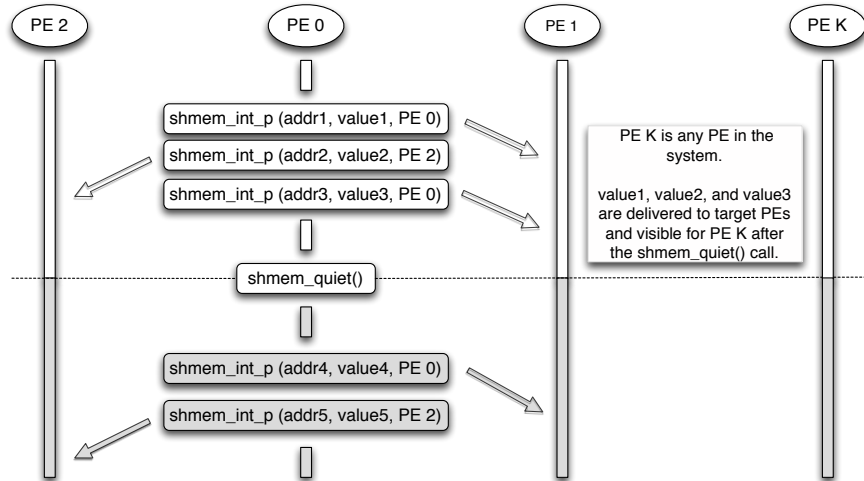 PE 2
PE 0
PE 1
PE K
shmem_int_p (addr1, value1, PE 0)
shmem_int_p (addr2, value2, PE 2)
shmem_int_p (addr3, value3, PE 0)
PE K is any PE in the
system.
value1, value2, and value3
are delivered to target PEs
and visible for PE K after
the shmem_quiet() call.
shmem_quiet()
shmem_int_p (addr4, value4, PE 0)
shmem_int_p (addr5, value5, PE 2)